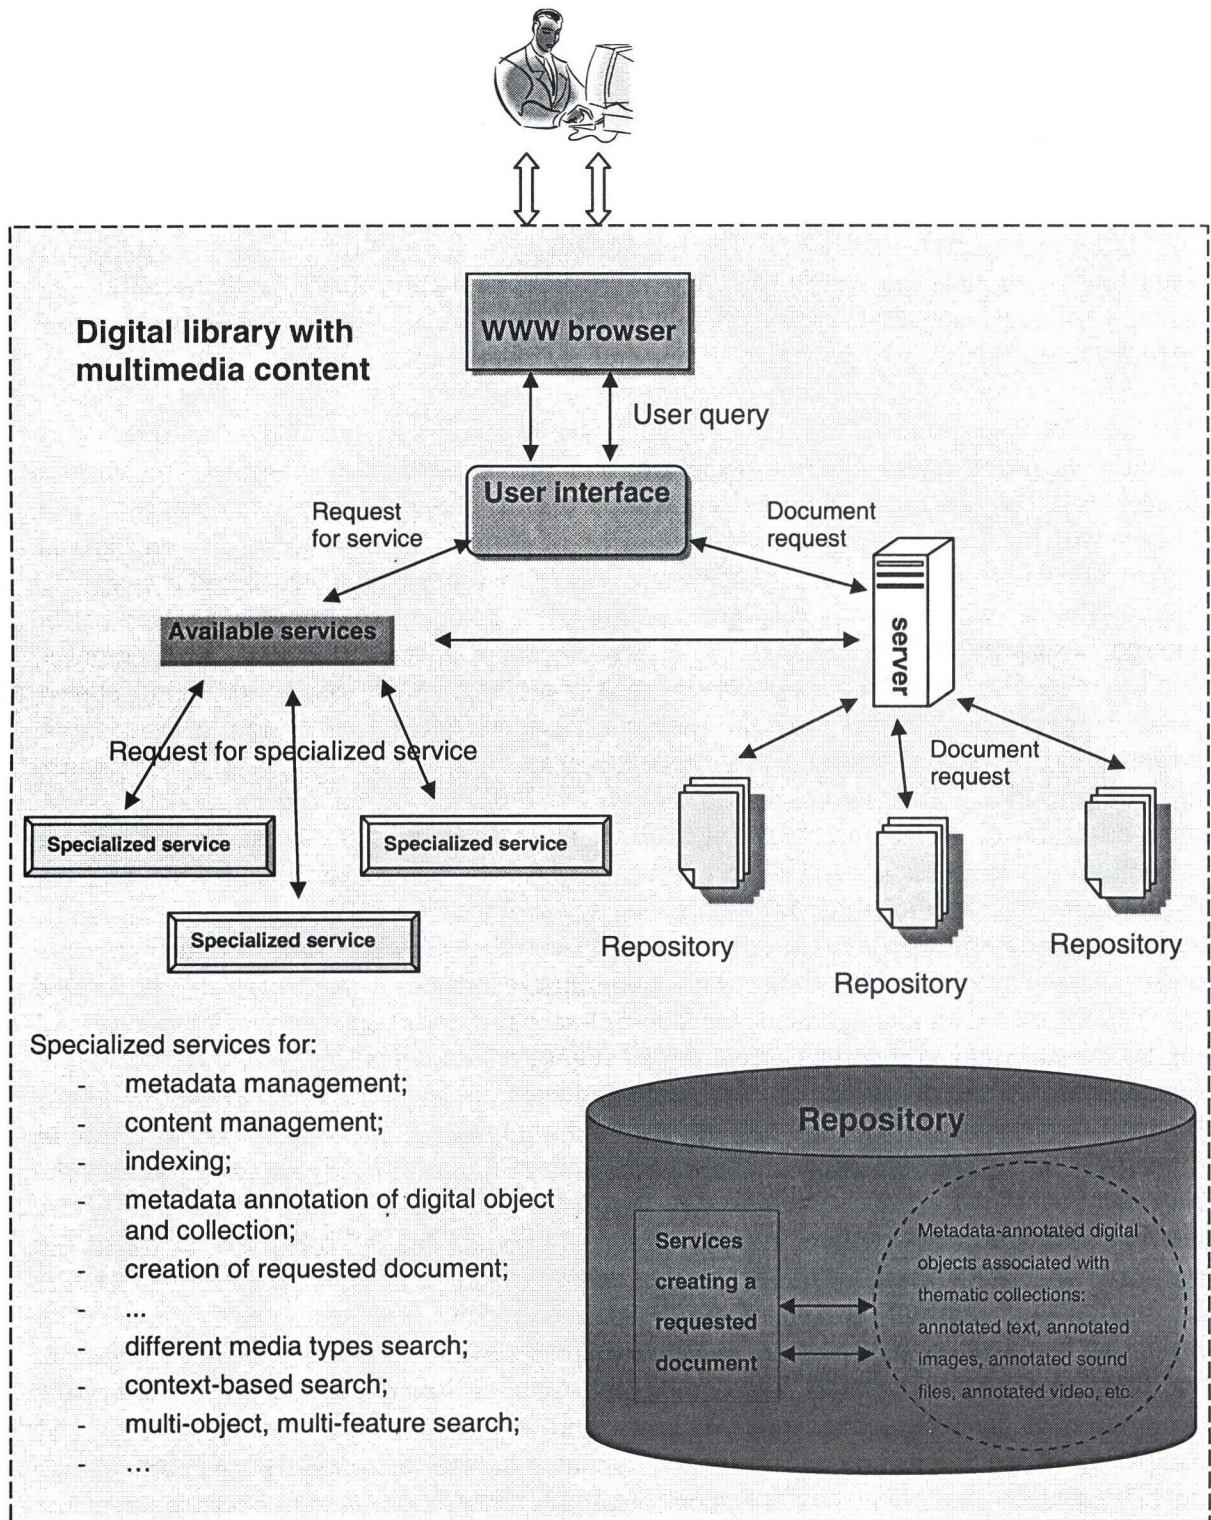 Digital library with
multimedia content
WWW browser
User query
User interface
Request
for service
Document
request
Available services
server
Request for specialized service
Document
request
Specialized service
Specialized service
Specialized service
Repository
Repository
Repository
Specialized services for:
- metadata management;
- content management;
- indexing;
- metadata annotation of digital object
and collection;
- creation of requested document;
- ...
- different media types search;
- context-based search;
- multi-object, multi-feature search;
- ...
Repository
Services
creating a
requested
document
Metadata-annotated digital
objects associated with
thematic collections:
annotated text, annotated
images, annotated sound
files, annotated video, etc.